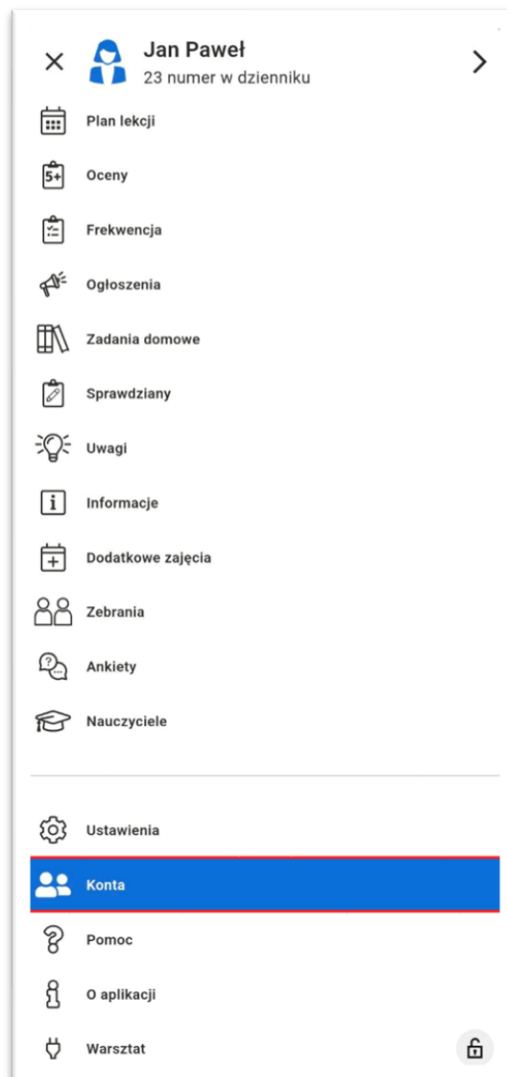 Jan Paweł
23 numer w dzienniku
Plan lekcji
5+
Oceny
Frekwencja
Ogłoszenia
Zadania domowe
Sprawdziany
Uwagi
i
Informacje
Dodatkowe zajęcia
Zebrania
Ankiety
Nauczyciele
Ustawienia
Konta
Pomoc
O aplikacji
Warsztat